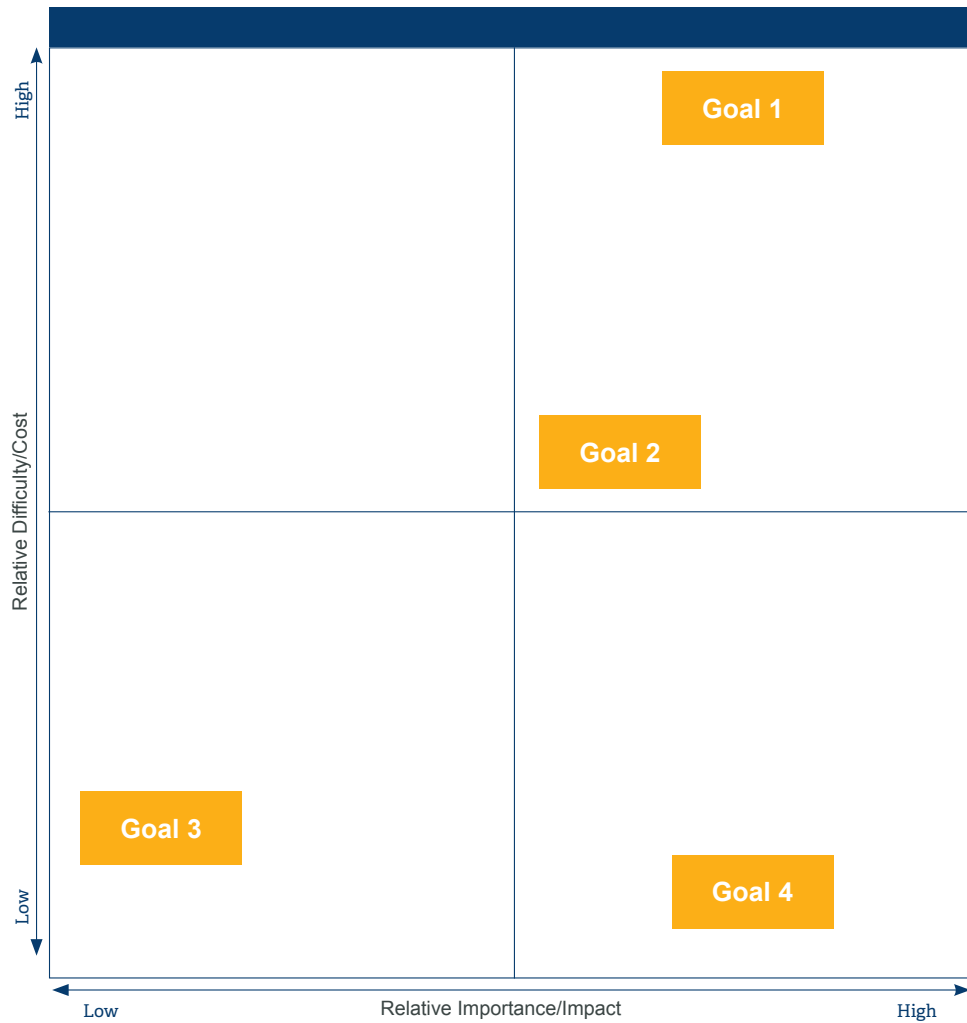 High
Goal 1
Relative Difficulty/Cost
Goal 2
Goal 3
Goal 4
Low
Low
Relative Importance/Impact
High